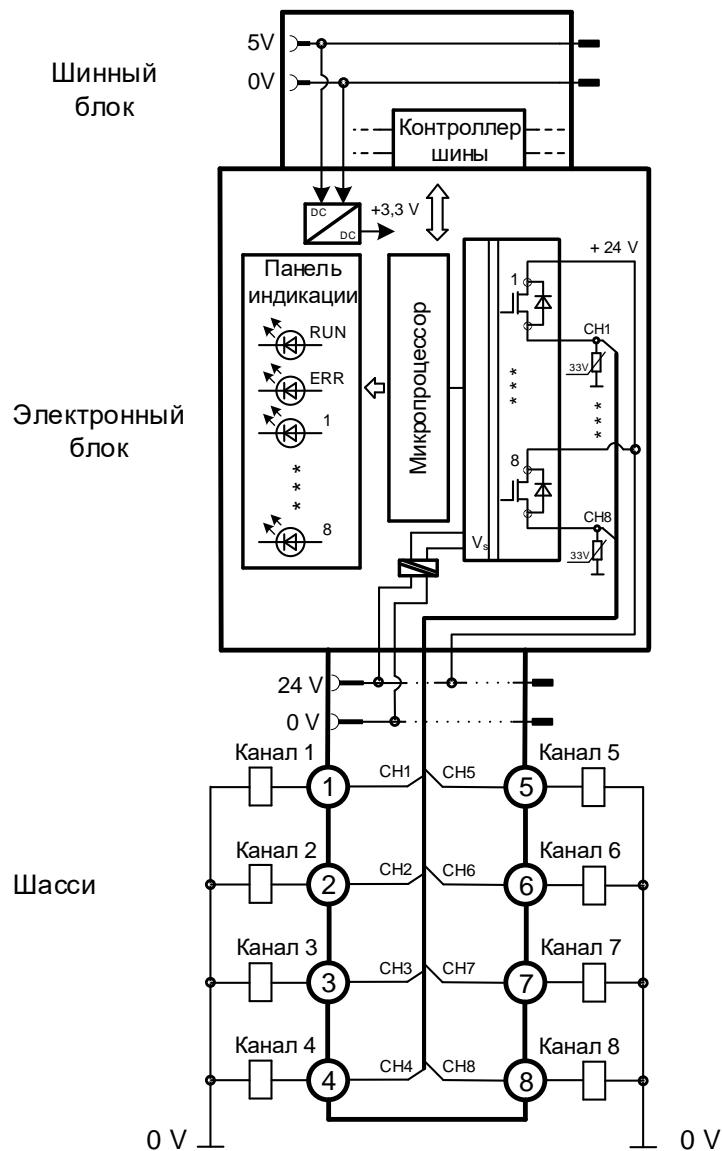 5V
0V
Шинный
блок
Контроллер
шины
DC
DC
+3,3 V
+ 24 V
Панель
индикации
RUN
ERR
1
* * *
8
Микропроцессор
1
CH1
33V
* * *
* * *
8
CH8
33V
Vs
Электронный
блок
24 V
0 V
Канал 1
1
CH1
CH5
5
Канал 5
Канал 2
2
CH2
CH6
6
Канал 6
Шасси
Канал 3
3
CH3
CH7
7
Канал 7
Канал 4
4
CH4
CH8
8
Канал 8
0 V
0 V